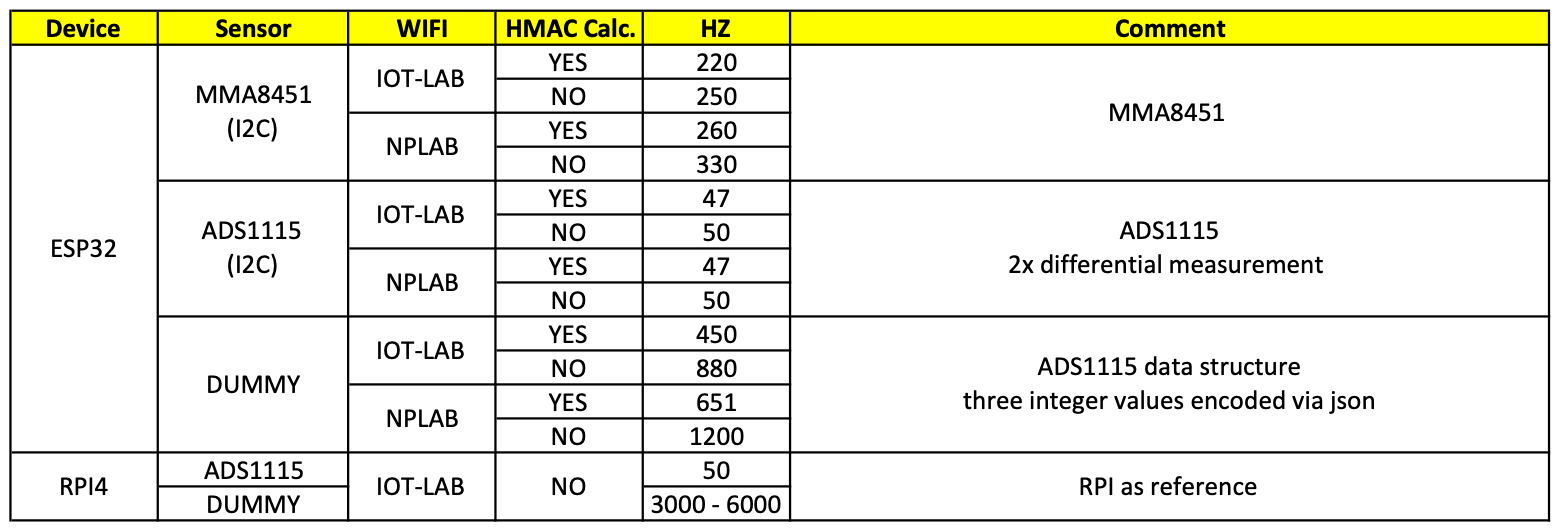 Device Sensor WIFI HMAC Calc. HZ Comment
ESP32 MMA8451 (I2C) IOT-LAB YES 220 MMA8451
NO 250
NPLAB YES 260
NO 330
ADS1115 (I2C) IOT-LAB YES 47 ADS1115 2x differential measurement
NO 50
NPLAB YES 47
NO 50
DUMMY IOT-LAB YES 450 ADS1115 data structure three integer values encoded via json
NO 880
NPLAB YES 651
NO 1200
RPI4 ADS1115 IOT-LAB NO 50 RPI as reference
DUMMY 3000 - 6000